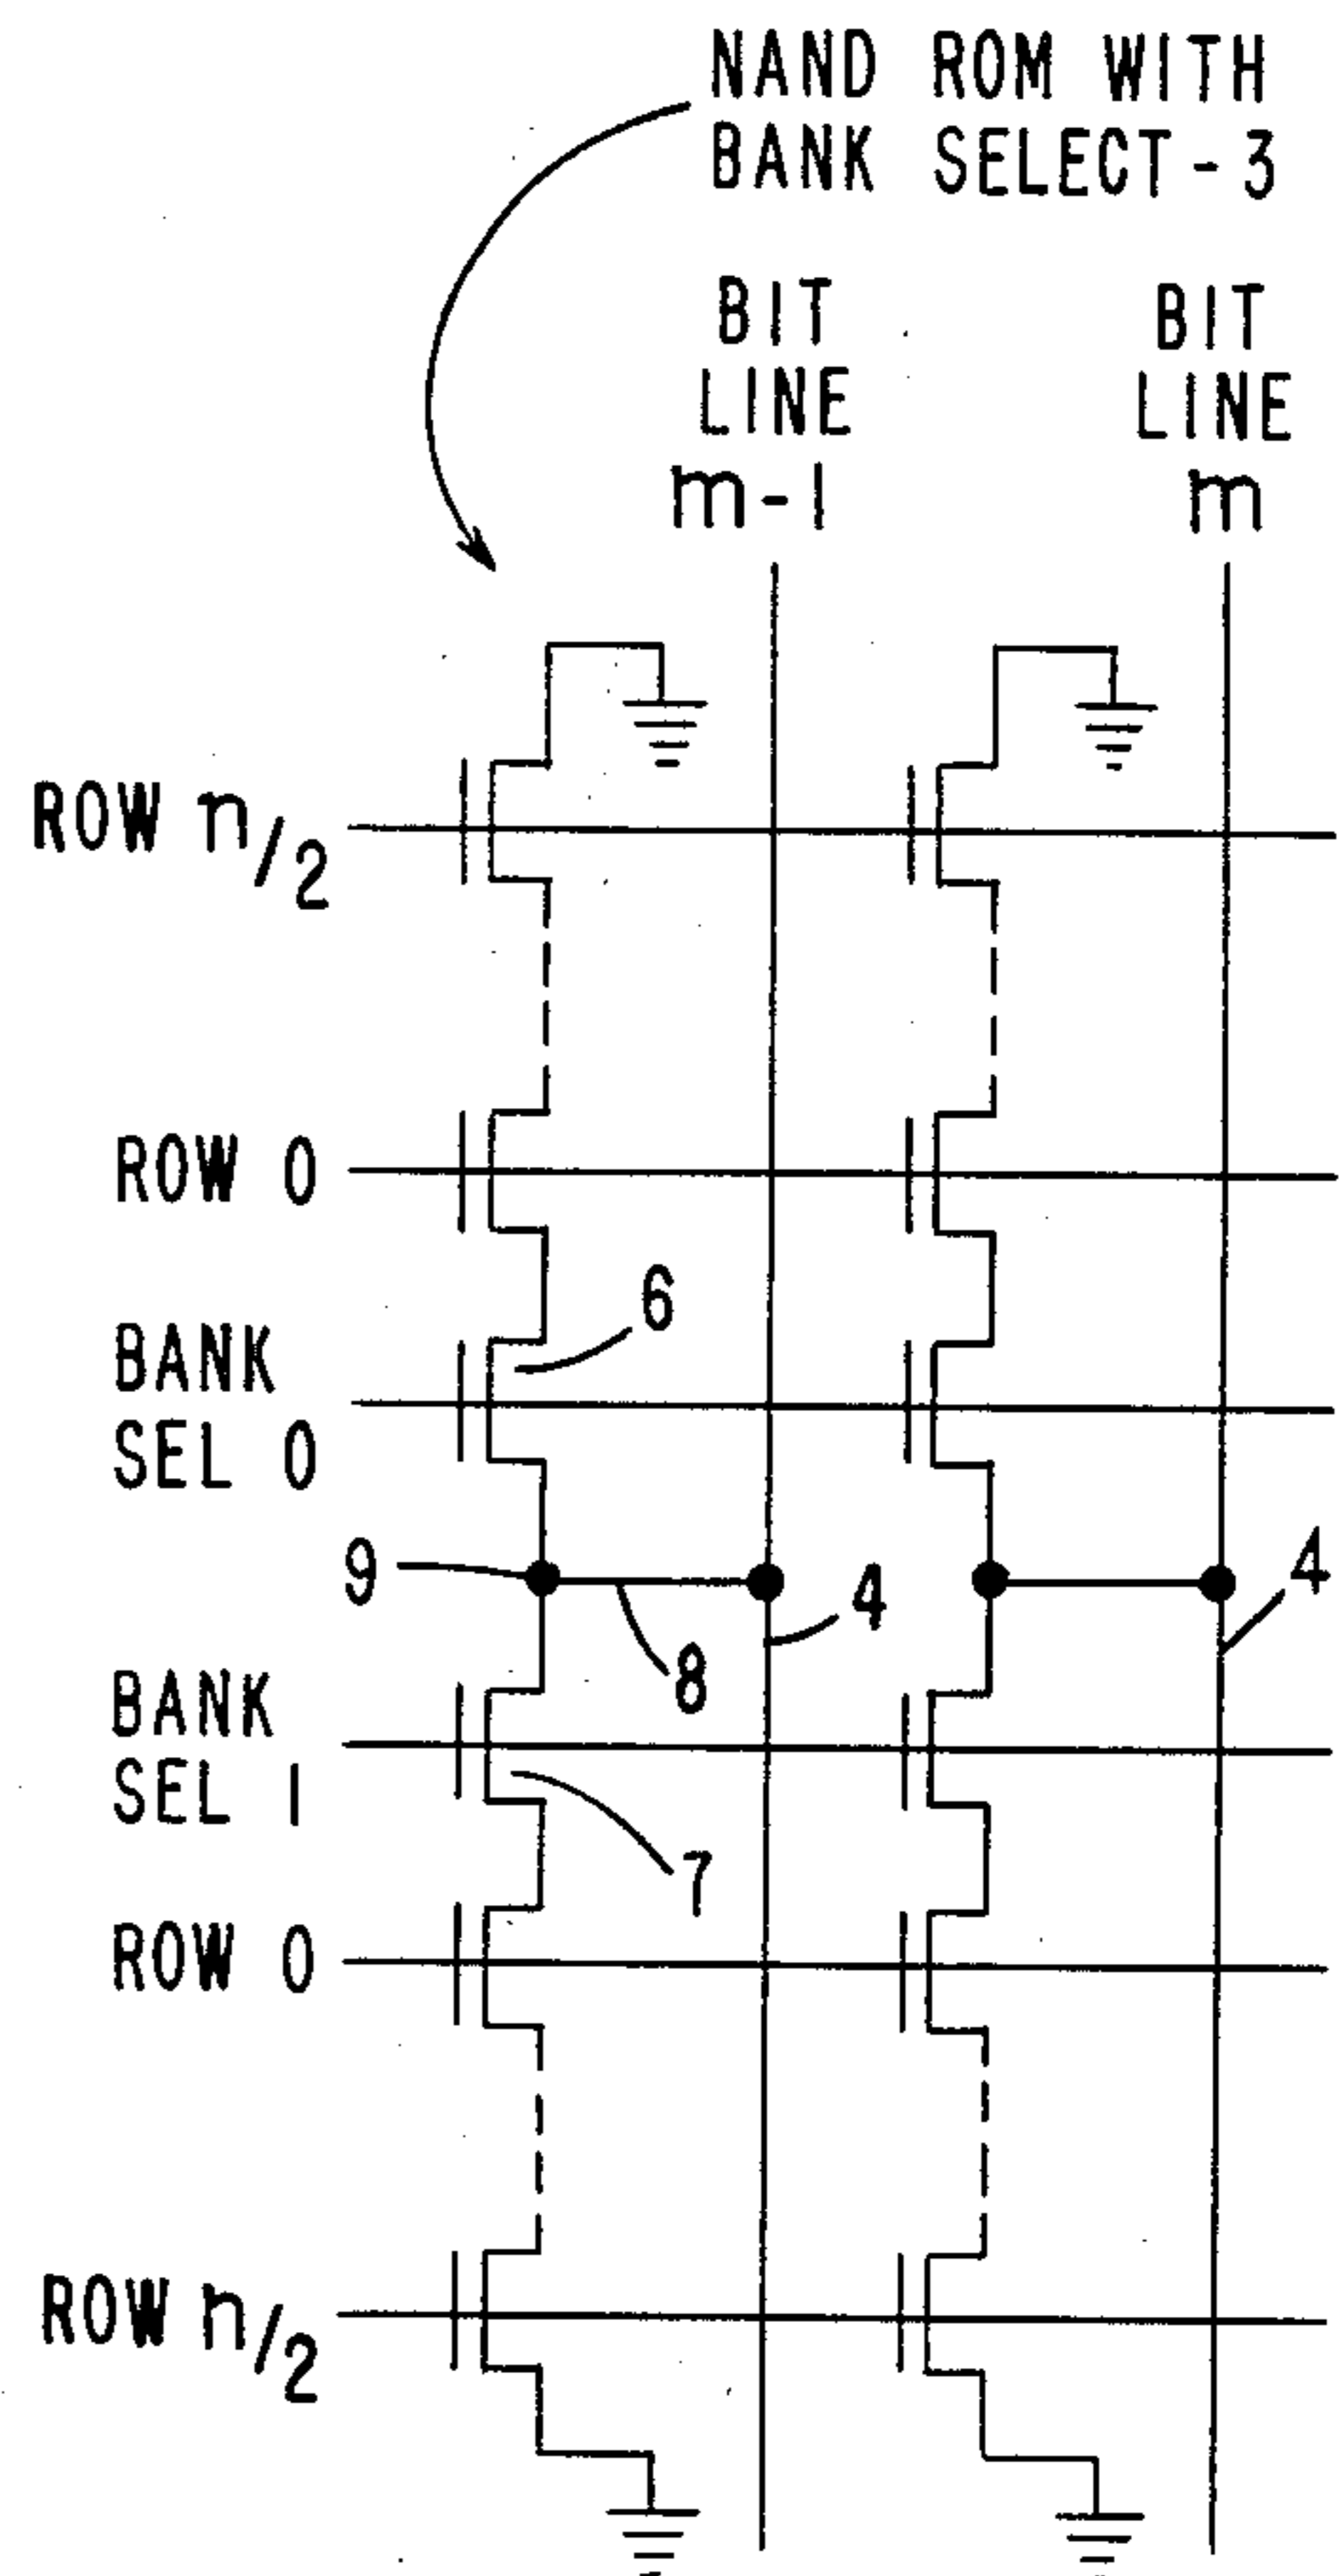 NAND ROM WITH
BANK SELECT-3
BIT
LINE
m-1
BIT
LINE
m
ROW n/2
ROW 0
6
BANK
SEL 0
9
4
4
8
BANK
SEL 1
7
ROW 0
ROW n/2